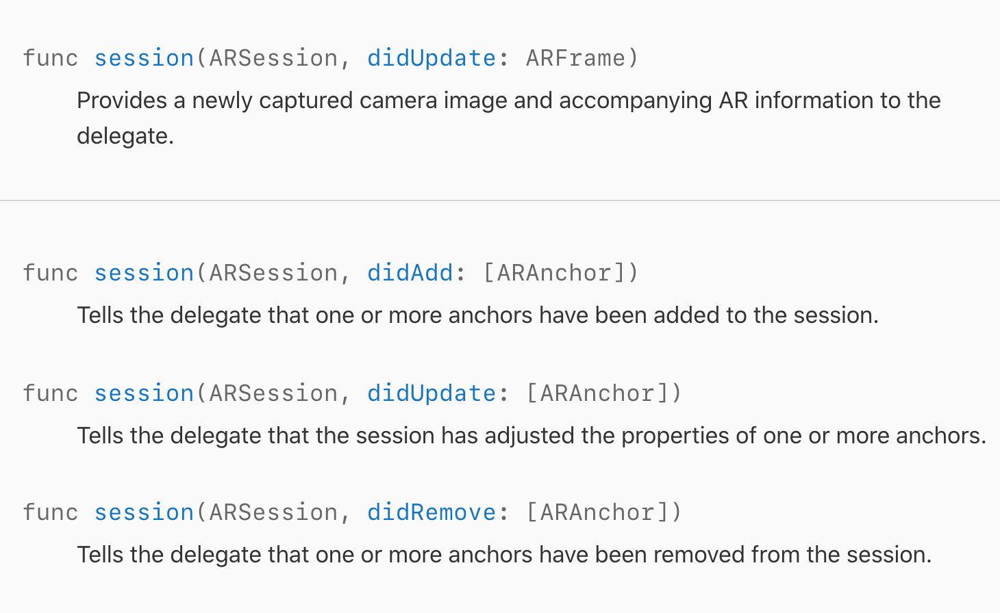 func session(ARSession, didUpdate: ARFrame)
Provides a newly captured camera image and accompanying AR information to the
delegate.
func session(ARSession, didAdd: [ARAnchor])
Tells the delegate that one or more anchors have been added to the session.
func session(ARSession, didUpdate: [ARAnchor])
Tells the delegate that the session has adjusted the properties of one or more anchors.
func session(ARSession, didRemove: [ARAnchor])
Tells the delegate that one or more anchors have been removed from the session.